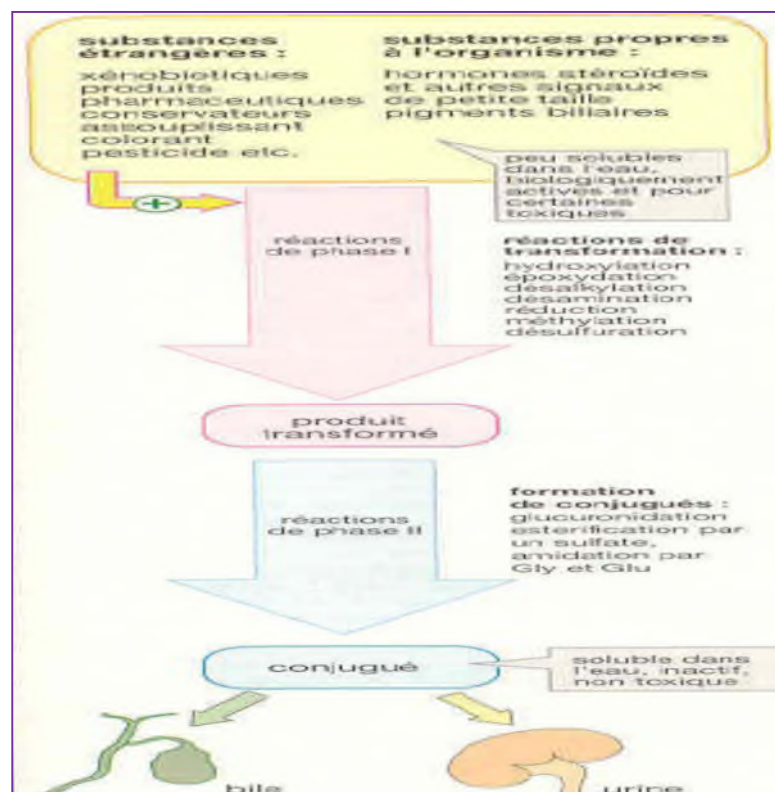 substances
étrangères :
xénobiotiques
produits
pharmaceutiques
conservateurs
assouplissant
colorant
pesticide etc.
substances propres
à l'organisme :
hormones stéroïdes
et autres signaux
de petite taille
pigments biliaires
peu solubles
dans l'eau,
biologiquement
actives et pour
certaines
toxiques
+
réactions
de phase I
réactions de
transformation :
hydroxylation
époxydation
désalkylation
désamination
réduction
méthylation
désulfuration
produit
transformé
réactions
de phase II
formation
de conjugués :
glucuronidation
esterification par
un sulfate,
amidation par
Gly et Glu
conjugué
soluble dans
l'eau, inactif,
non toxique
bile
urine